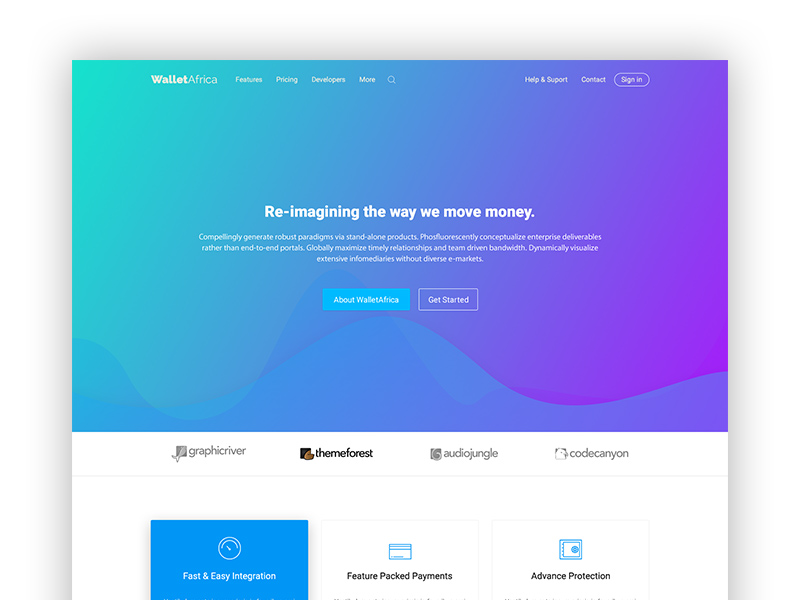 WalletAfrica Features Pricing Developers More Help & Suport Contact Sign in
Re-imagining the way we move money.
Compellingly generate robust paradigms via stand-alone products. Phosfluorescently conceptualize enterprise deliverables
rather than end-to-end portals. Globally maximize timely relationships and team driven bandwidth. Dynamically visualize
extensive infomediaries without diverse e-markets.
About WalletAfrica Get Started
graphicriver themeforest audiojungle codecanyon
Fast & Easy Integration Feature Packed Payments Advance Protection